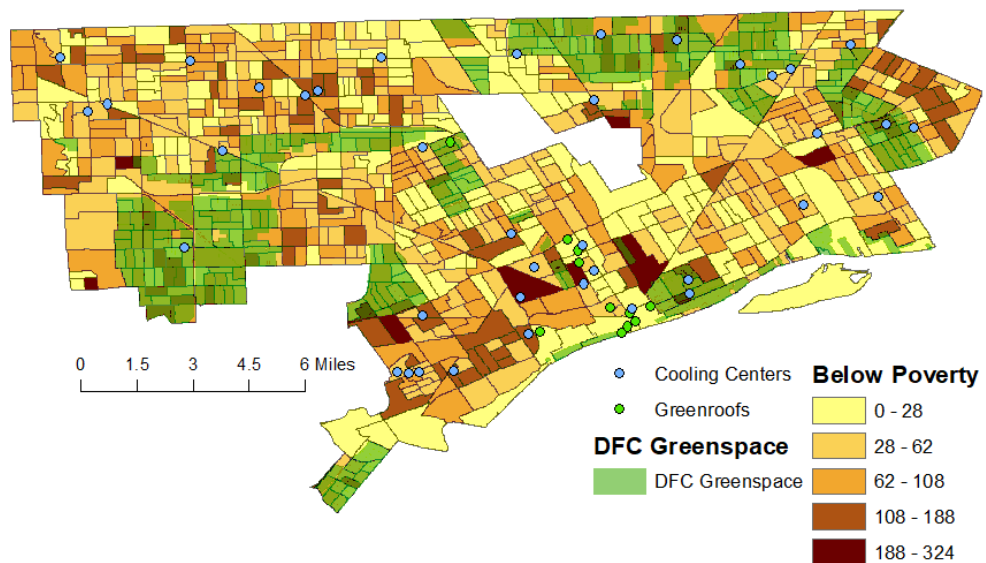 0 1.5 3 4.5 6 Miles
Cooling Centers
Greenroofs
DFC Greenspace
DFC Greenspace
Below Poverty
0 - 28
28 - 62
62 - 108
108 - 188
188 - 324